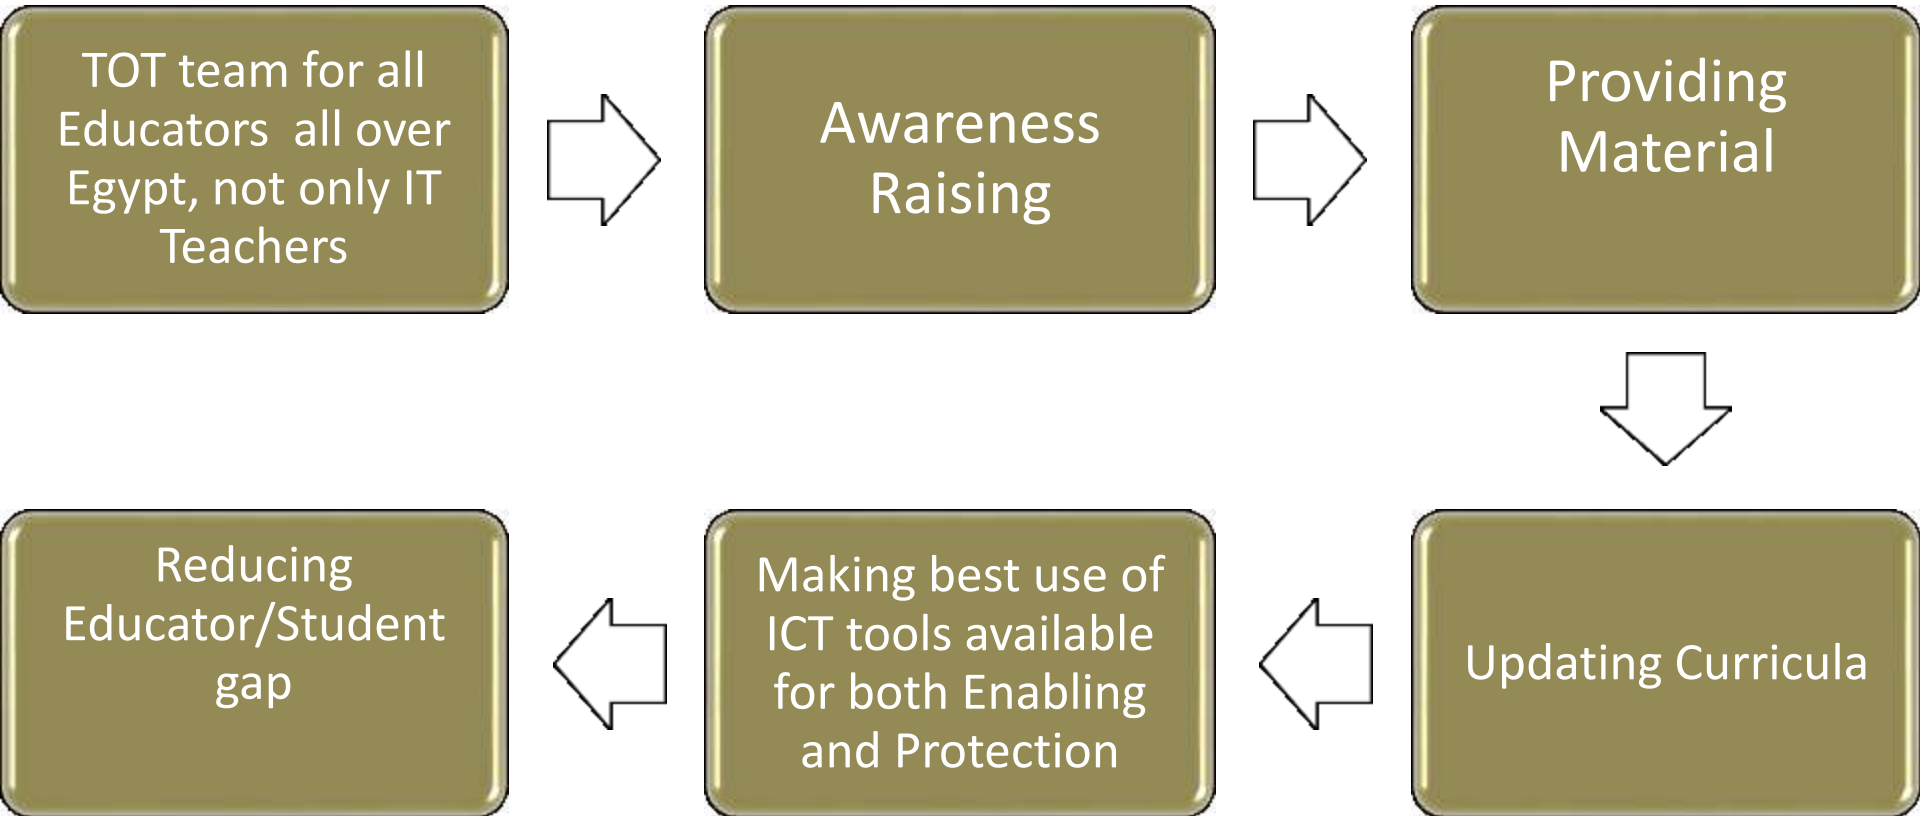 TOT team for all
Educators  all over
Egypt, not only IT
Teachers
Awareness
Raising
Providing
Material
Updating Curricula
Making best use of
ICT tools available
for both Enabling
and Protection
Reducing
Educator/Student
gap